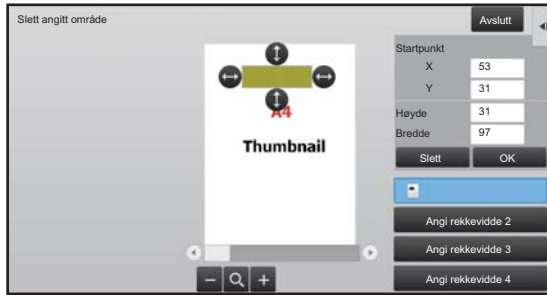 Slett angitt område
Avslutt
A4
Thumbnail
Startpunkt
X 53
Y 31
Høyde 31
Bredde 97
Slett OK
Angi rekkevidde 2
Angi rekkevidde 3
Angi rekkevidde 4